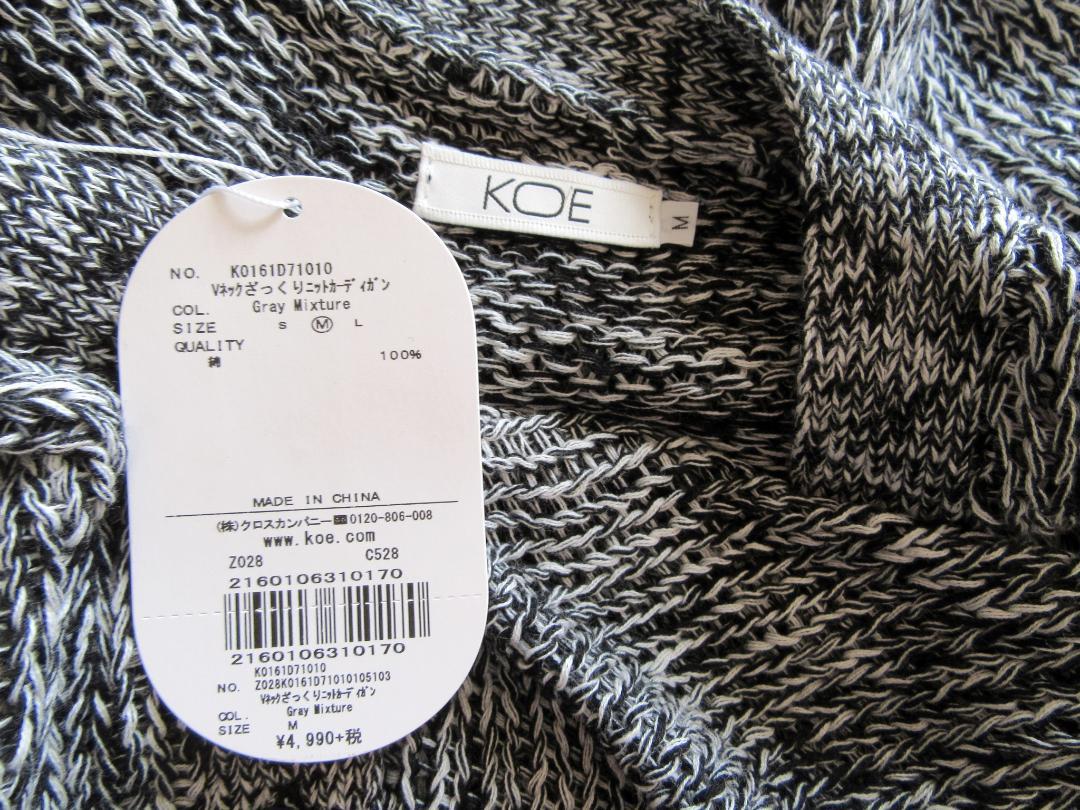 KOE
M
NO. K0161D71010
Vネックざっくりニットカーディガン
COL. Gray Mixture
SIZE S Ⓜ L
QUALITY
綿 100%
MADE IN CHINA
(株)クロスカンパニー 0120-806-008
www.koe.com
Z028 C528
2160106310170
2160106310170
K0161D71010
NO. Z028K0161D71010105103
Vネックざっくりニットカーディガン
COL. Gray Mixture
SIZE M
¥4,990+税